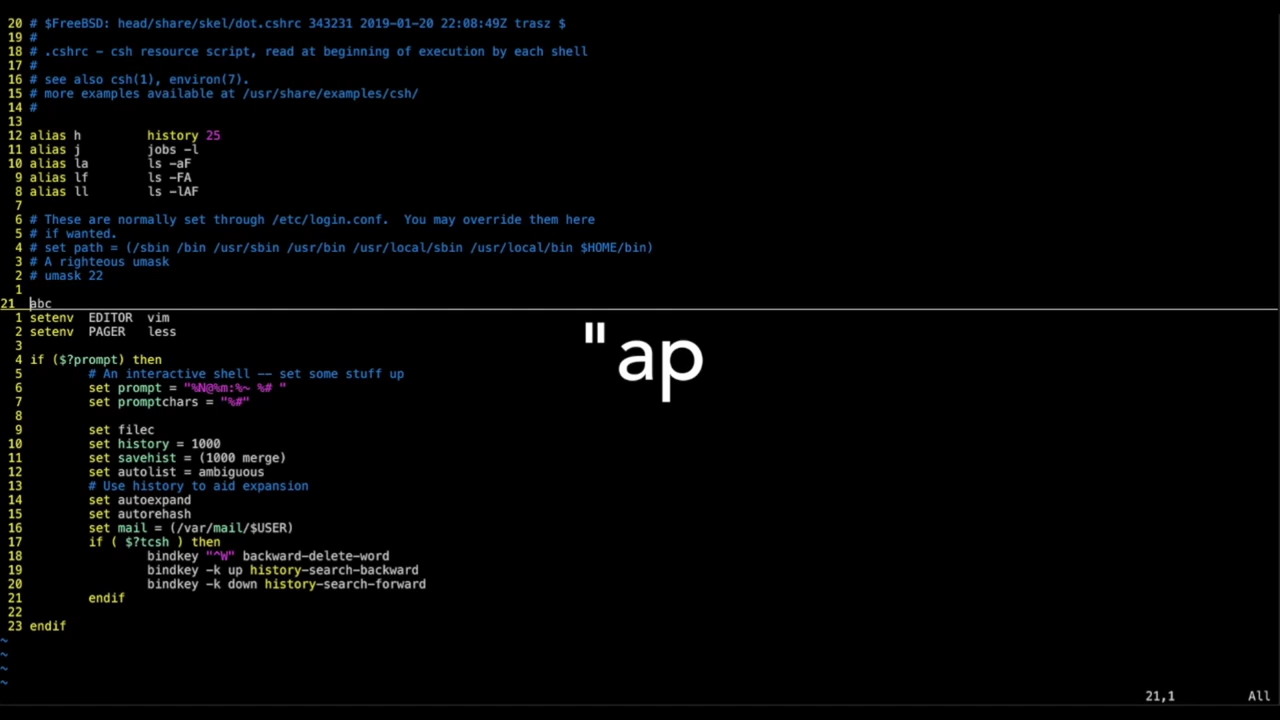 20 # $FreeBSD: head/share/skel/dot.cshrc 343231 2019-01-20 22:08:49Z trasz $
19 #
18 # .cshrc - csh resource script, read at beginning of execution by each shell
17 #
16 # see also csh(1), environ(7).
15 # more examples available at /usr/share/examples/csh/
14 #
13
12 alias h         history 25
11 alias j         jobs -l
10 alias la        ls -aF
9 alias lf        ls -FA
8 alias ll        ls -lAF
7
6 # These are normally set through /etc/login.conf.  You may override them here
5 # if wanted.
4 # set path = (/sbin /bin /usr/sbin /usr/bin /usr/local/sbin /usr/local/bin $HOME/bin)
3 # A righteous umask
2 # umask 22
1
21 abc
1 setenv  EDITOR  vim
2 setenv  PAGER   less
"ap
3
4 if ($?prompt) then
5         # An interactive shell -- set some stuff up
6         set prompt = "%N@%m:%~ %# "
7         set promptchars = "%#"
8
9         set filec
10         set history = 1000
11         set savehist = (1000 merge)
12         set autolist = ambiguous
13         # Use history to aid expansion
14         set autoexpand
15         set autorehash
16         set mail = (/var/mail/$USER)
17         if ( $?tcsh ) then
18                 bindkey "^W" backward-delete-word
19                 bindkey -k up history-search-backward
20                 bindkey -k down history-search-forward
21         endif
22
23 endif
~
~
~
~
21,1 All